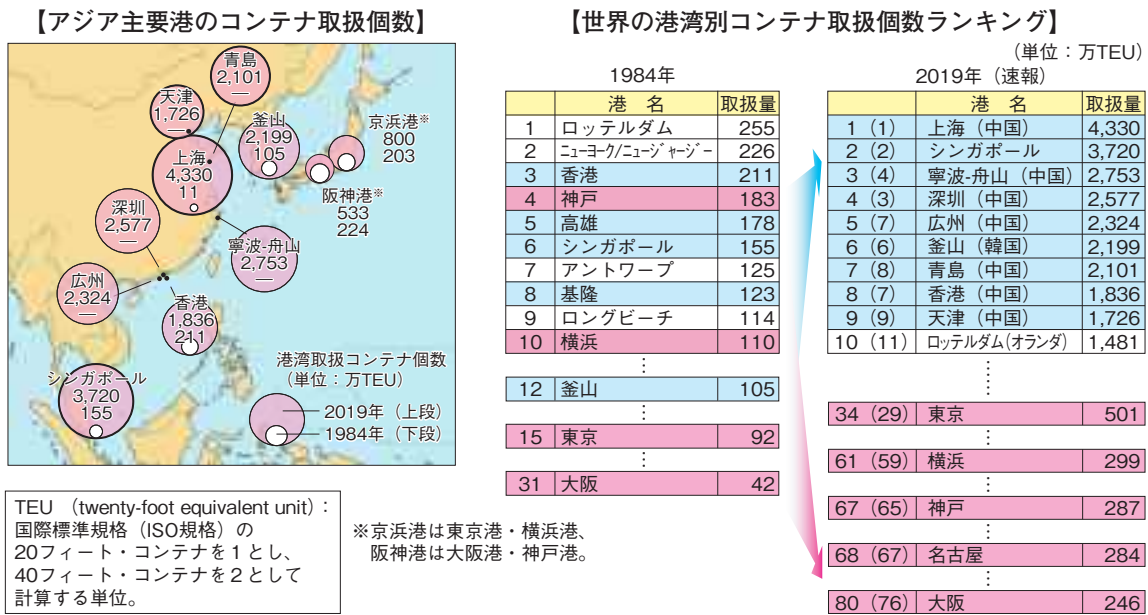 【アジア主要港のコンテナ取扱個数】
青島
2,101
―
天津
1,726
―
釜山
2,199
105
京浜港※
800
203
上海
4,330
11
阪神港※
533
224
深圳
2,577
―
寧波-舟山
2,753
―
広州
2,324
―
香港
1,836
211
シンガポール
3,720
155
港湾取扱コンテナ個数
(単位:万TEU)
2019年(上段)
1984年(下段)
TEU (twenty-foot equivalent unit):
国際標準規格(ISO規格)の
20フィート・コンテナを1とし、
40フィート・コンテナを2として
計算する単位。
※京浜港は東京港・横浜港、
阪神港は大阪港・神戸港。
【世界の港湾別コンテナ取扱個数ランキング】
(単位:万TEU)
1984年
港 名 取扱量
1 ロッテルダム 255
2 ニューヨーク/ニュージャージー 226
3 香港 211
4 神戸 183
5 高雄 178
6 シンガポール 155
7 アントワープ 125
8 基隆 123
9 ロングビーチ 114
10 横浜 110
⋮
12 釜山 105
⋮
15 東京 92
⋮
31 大阪 42
2019年(速報)
港 名 取扱量
1 (1) 上海(中国) 4,330
2 (2) シンガポール 3,720
3 (4) 寧波-舟山(中国) 2,753
4 (3) 深圳(中国) 2,577
5 (7) 広州(中国) 2,324
6 (6) 釜山(韓国) 2,199
7 (8) 青島(中国) 2,101
8 (7) 香港(中国) 1,836
9 (9) 天津(中国) 1,726
10 (11) ロッテルダム(オランダ) 1,481
⋮
34 (29) 東京 501
⋮
61 (59) 横浜 299
⋮
67 (65) 神戸 287
⋮
68 (67) 名古屋 284
⋮
80 (76) 大阪 246